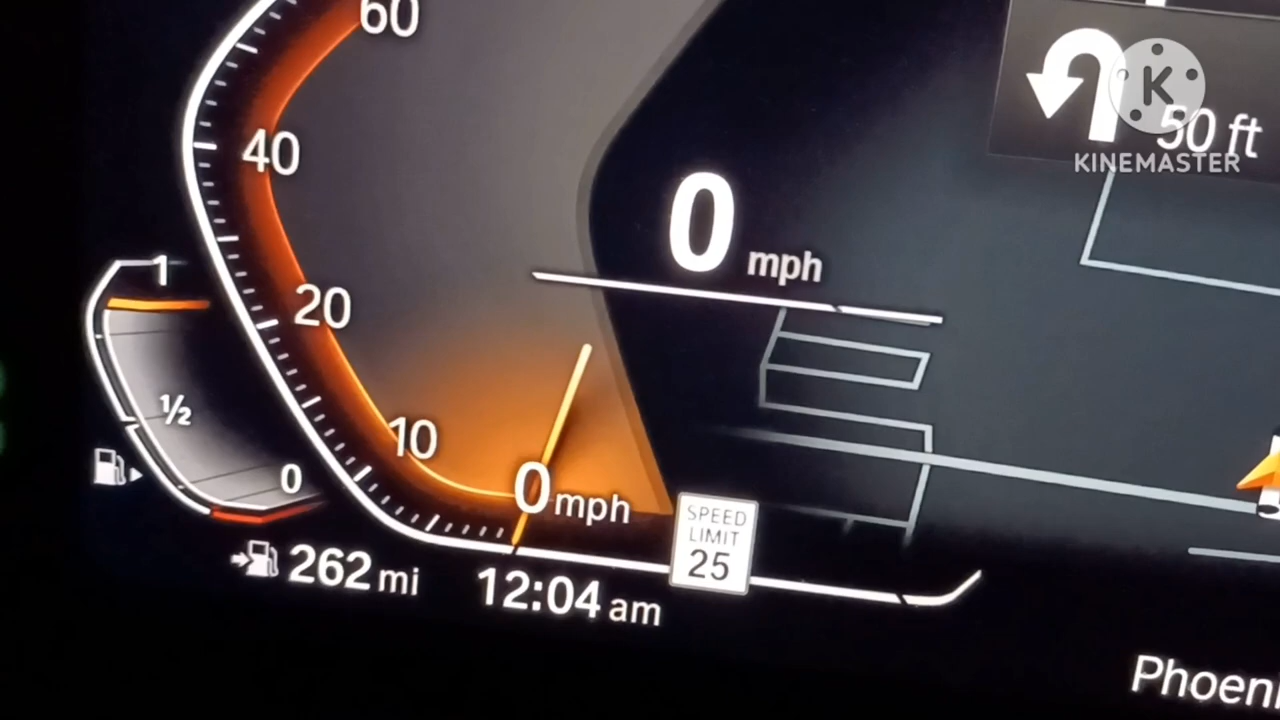 60
40
20
10
0 mph
0 mph
1
½
0
262 mi
12:04 am
SPEED
LIMIT
25
50 ft
K
KINEMASTER